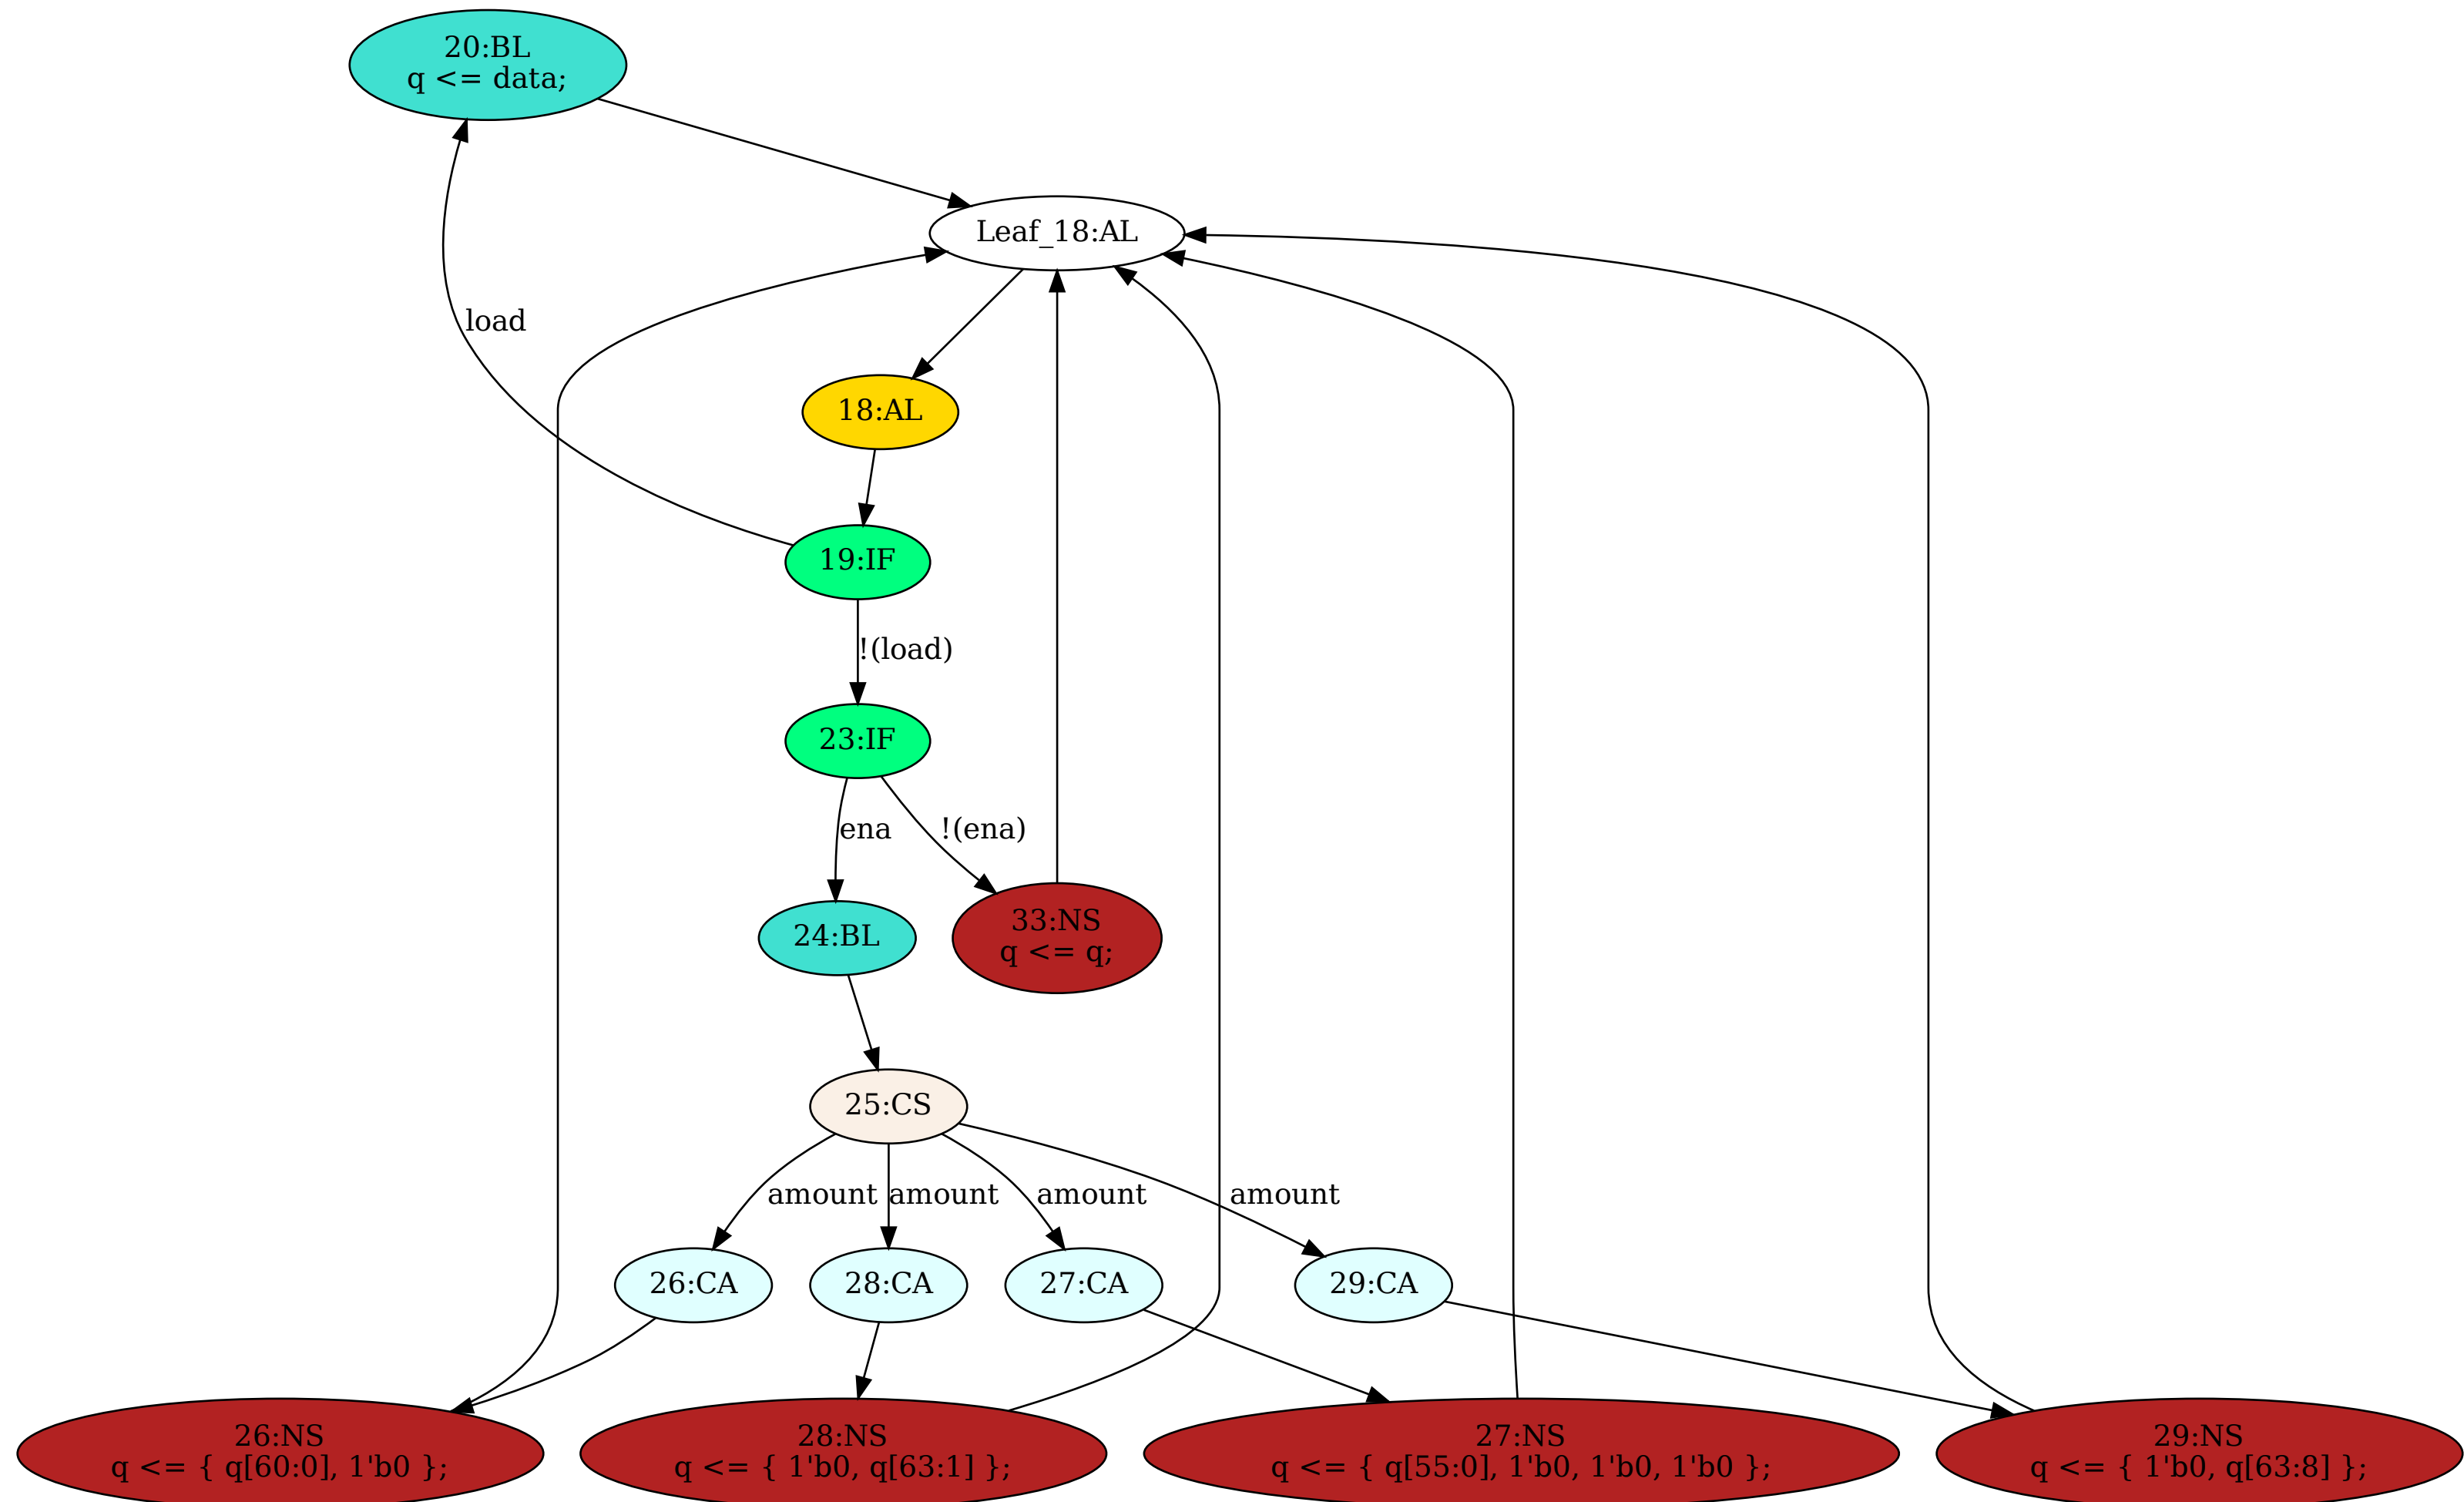 20:BL
q <= data;
Leaf_18:AL
load
18:AL
19:IF
!(load)
23:IF
ena
!(ena)
24:BL
33:NS
q <= q;
25:CS
amount
amount
amount
amount
26:CA
28:CA
27:CA
29:CA
26:NS
q <= { q[60:0], 1'b0 };
28:NS
q <= { 1'b0, q[63:1] };
27:NS
q <= { q[55:0], 1'b0, 1'b0, 1'b0 };
29:NS
q <= { 1'b0, q[63:8] };